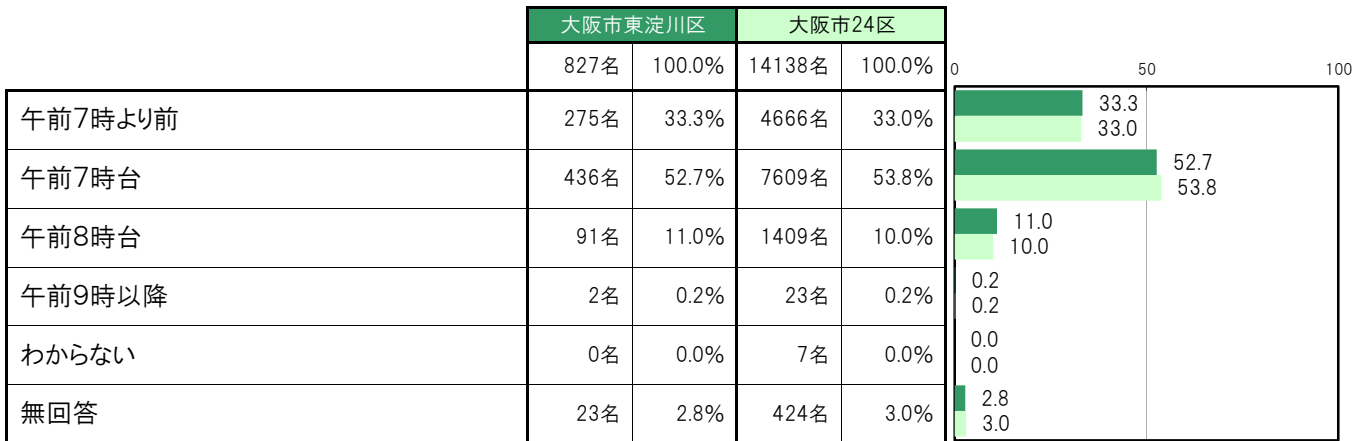 大阪市東淀川区 大阪市24区
827名 100.0% 14138名 100.0%
0 50 100
午前7時より前 275名 33.3% 4666名 33.0%
33.3
33.0
午前7時台 436名 52.7% 7609名 53.8%
52.7
53.8
午前8時台 91名 11.0% 1409名 10.0%
11.0
10.0
午前9時以降 2名 0.2% 23名 0.2%
0.2
0.2
わからない 0名 0.0% 7名 0.0%
0.0
0.0
無回答 23名 2.8% 424名 3.0%
2.8
3.0